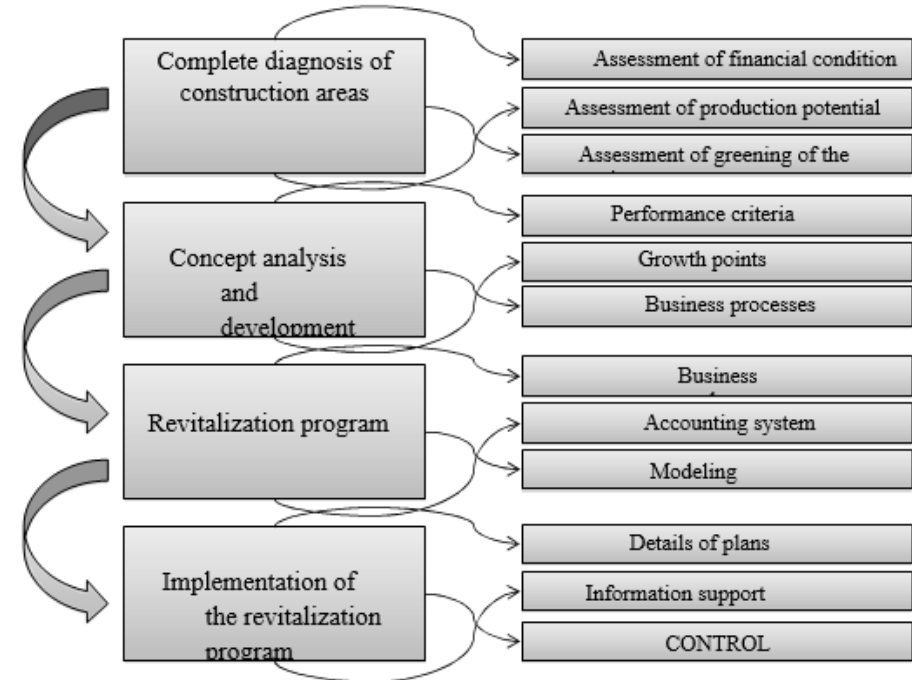 Complete diagnosis of
construction areas
Assessment of financial condition
Assessment of production potential
Assessment of greening of the
Concept analysis
and
development
Performance criteria
Growth points
Business processes
Revitalization program
Business
Accounting system
Modeling
Implementation of
the revitalization
program
Details of plans
Information support
CONTROL